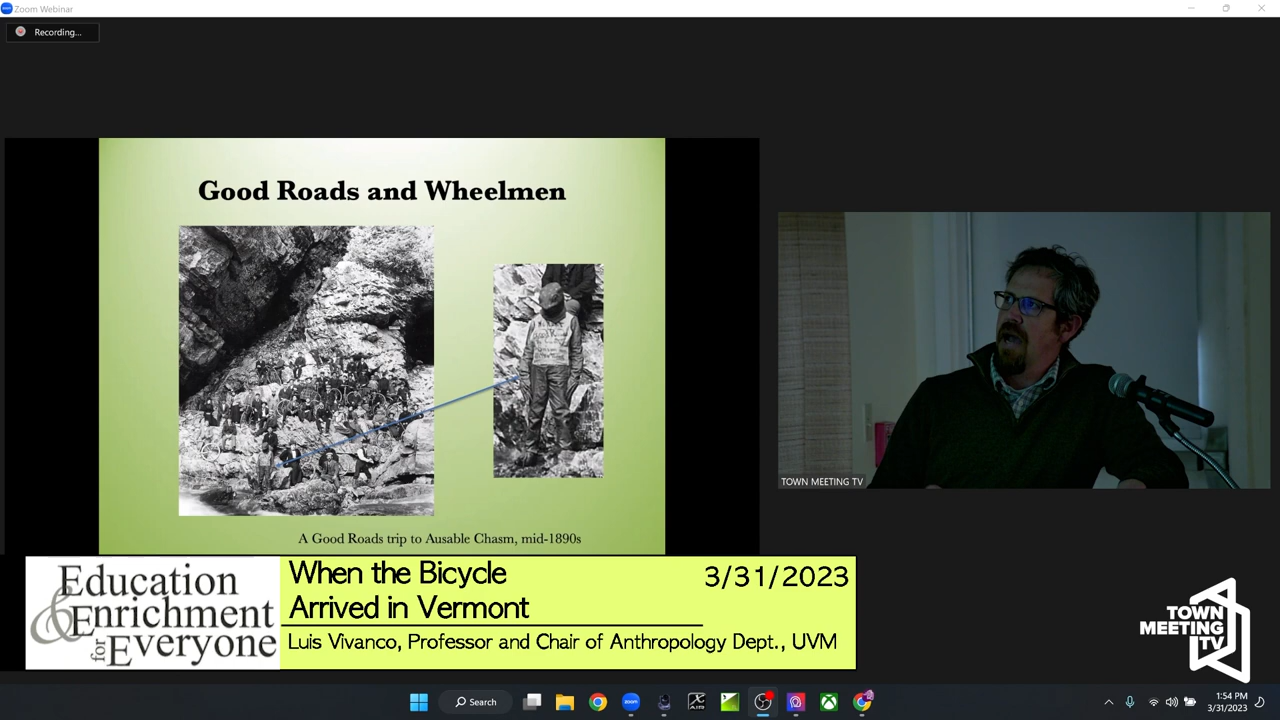 Zoom Webinar
Recording...
Good Roads and Wheelmen
A Good Roads trip to Ausable Chasm, mid-1890s
TOWN MEETING TV
Education
& Enrichment
for Everyone
When the Bicycle
Arrived in Vermont
3/31/2023
Luis Vivanco, Professor and Chair of Anthropology Dept., UVM
TOWN
MEETING
TV
Search
zoom
1:54 PM
3/31/2023